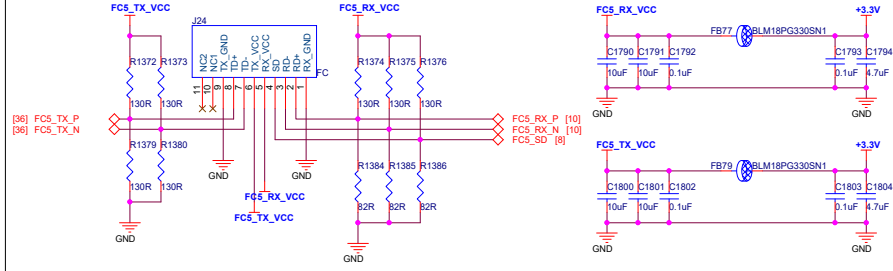 FC5_TX_VCC
J24
FC5_RX_VCC
NC2
NC1
TX_GND
TD+
TD-
TX_VCC
RX_VCC
SD
RD-
RD+
RX_GND
FC
11
10
9
8
7
6
5
4
3
2
1
R1372
R1373
130R
130R
R1374
R1375
R1376
130R
130R
130R
[36] FC5_TX_P
[36] FC5_TX_N
FC5_RX_P [10]
FC5_RX_N [10]
FC5_SD [8]
R1379
R1380
130R
130R
GND
GND
R1384
R1385
R1386
82R
82R
82R
FC5_RX_VCC
FC5_TX_VCC
GND
GND
FC5_RX_VCC
+3.3V
FB77
BLM18PG330SN1
C1790
C1791
C1792
C1793
C1794
10uF
10uF
0.1uF
0.1uF
4.7uF
GND
GND
FC5_TX_VCC
+3.3V
FB79
BLM18PG330SN1
C1800
C1801
C1802
C1803
C1804
10uF
10uF
0.1uF
0.1uF
4.7uF
GND
GND